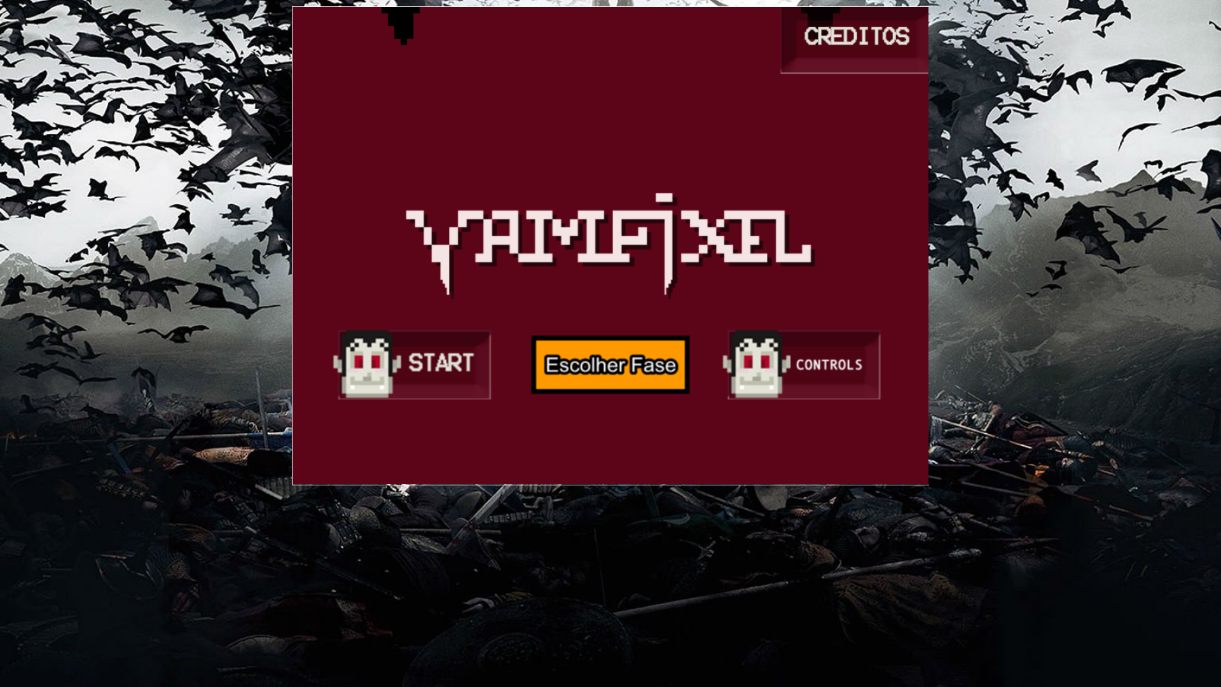 CREDITOS
VAMPIXEL
START
Escolher Fase
CONTROLS